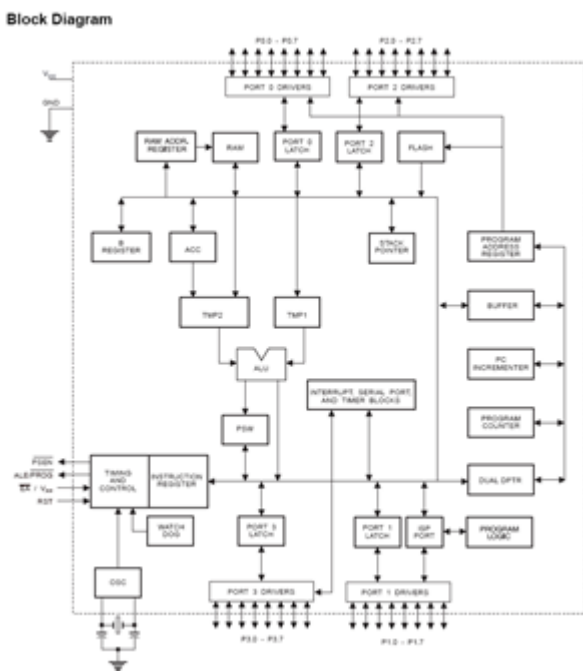 Block Diagram
P0.0 - P0.7
P2.0 - P2.7
VCC
PORT 0 DRIVERS
PORT 2 DRIVERS
GND
RAM ADDR.
REGISTER
RAM
PORT 0
LATCH
PORT 2
LATCH
FLASH
B
REGISTER
ACC
STACK
POINTER
PROGRAM
ADDRESS
REGISTER
TMP2
TMP1
BUFFER
ALU
PC
INCREMENTER
INTERRUPT, SERIAL PORT,
AND TIMER BLOCKS
PSW
PROGRAM
COUNTER
PSEN
ALE/PROG
EA / VPP
RST
TIMING
AND
CONTROL
INSTRUCTION
REGISTER
DUAL DPTR
WATCH
DOG
PORT 3
LATCH
PORT 1
LATCH
ISP
PORT
PROGRAM
LOGIC
OSC
PORT 3 DRIVERS
PORT 1 DRIVERS
P3.0 - P3.7
P1.0 - P1.7